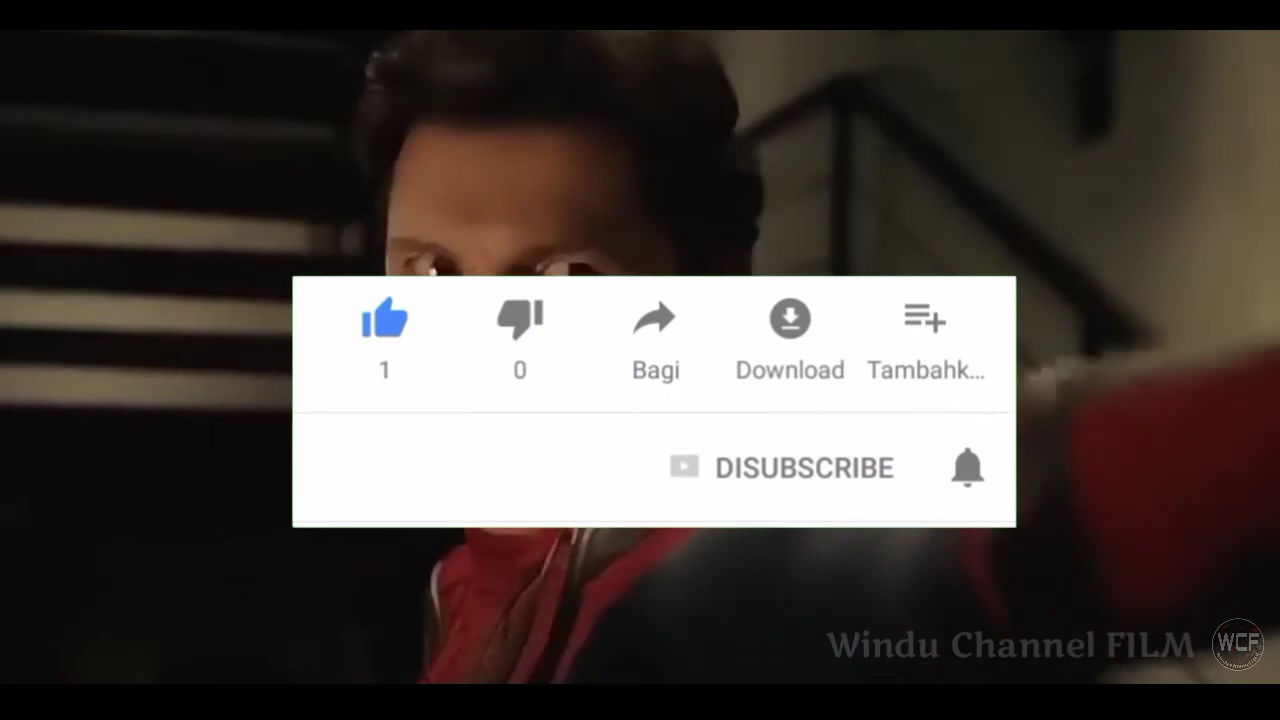 1
0
Bagi
Download
Tambahk...
DISUBSCRIBE
Windu Channel FILM
WCF